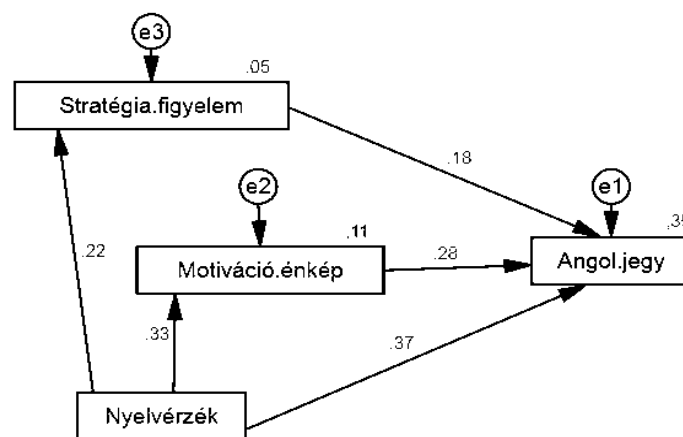 e3
.05
Stratégia.figyelem
.18
e2
e1
.11
Motiváció.énkép
.28
Angol.jegy
.22
.33
.37
Nyelvérzék